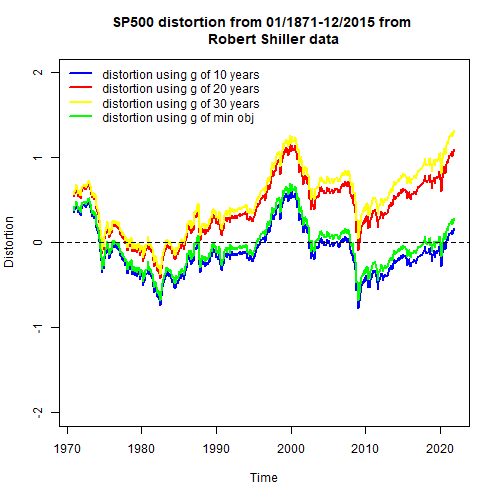 SP500 distortion from 01/1871-12/2015 from
Robert Shiller data
distortion using g of 10 years
distortion using g of 20 years
distortion using g of 30 years
distortion using g of min obj
Distortion
2
1
0
-1
-2
1970 1980 1990 2000 2010 2020
Time